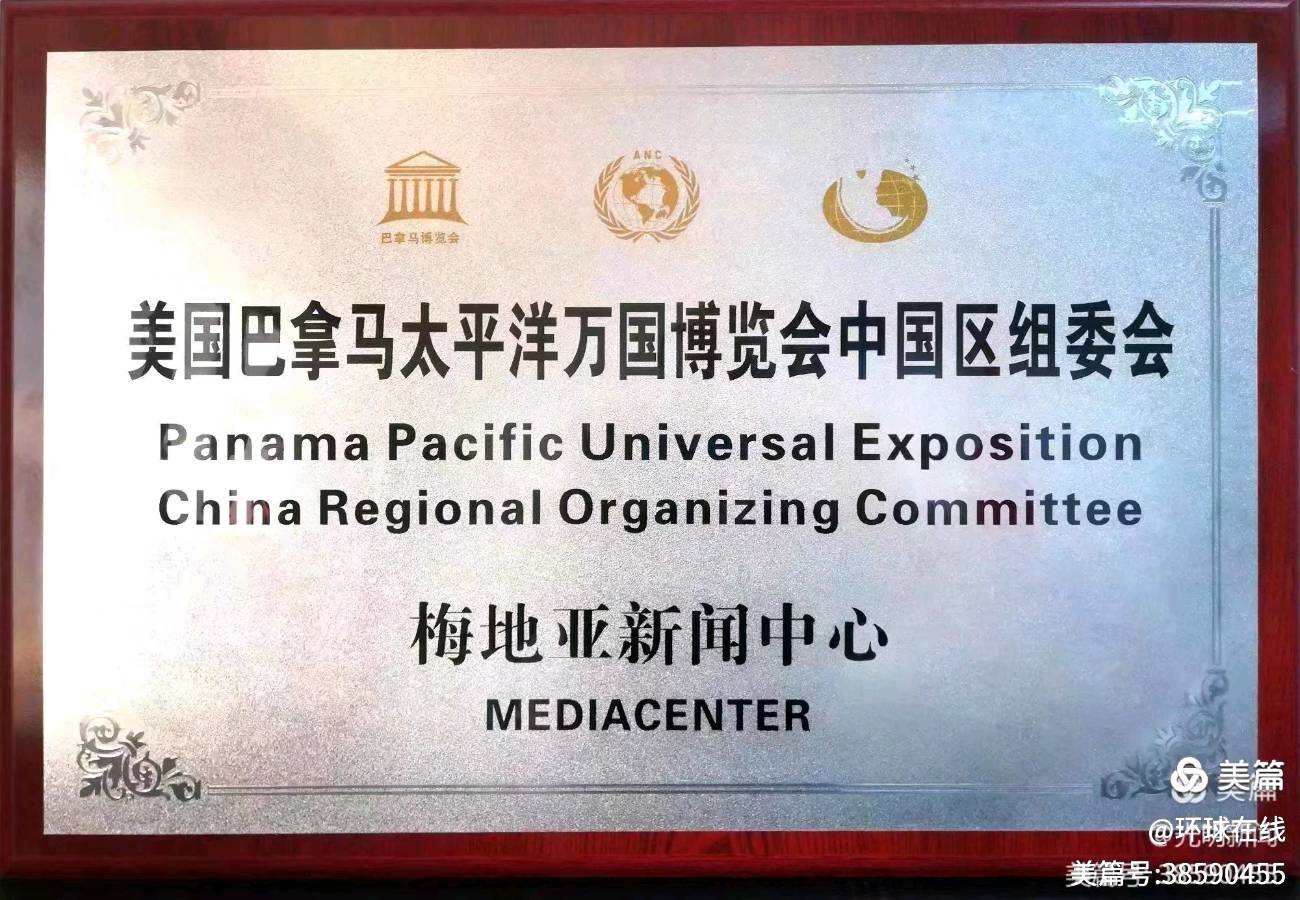 ANC
巴拿马博览会
美国巴拿马太平洋万国博览会中国区组委会
Panama Pacific Universal Exposition
China Regional Organizing Committee
梅地亚新闻中心
MEDIACENTER
美篇
@环球在线
美篇号:38590455